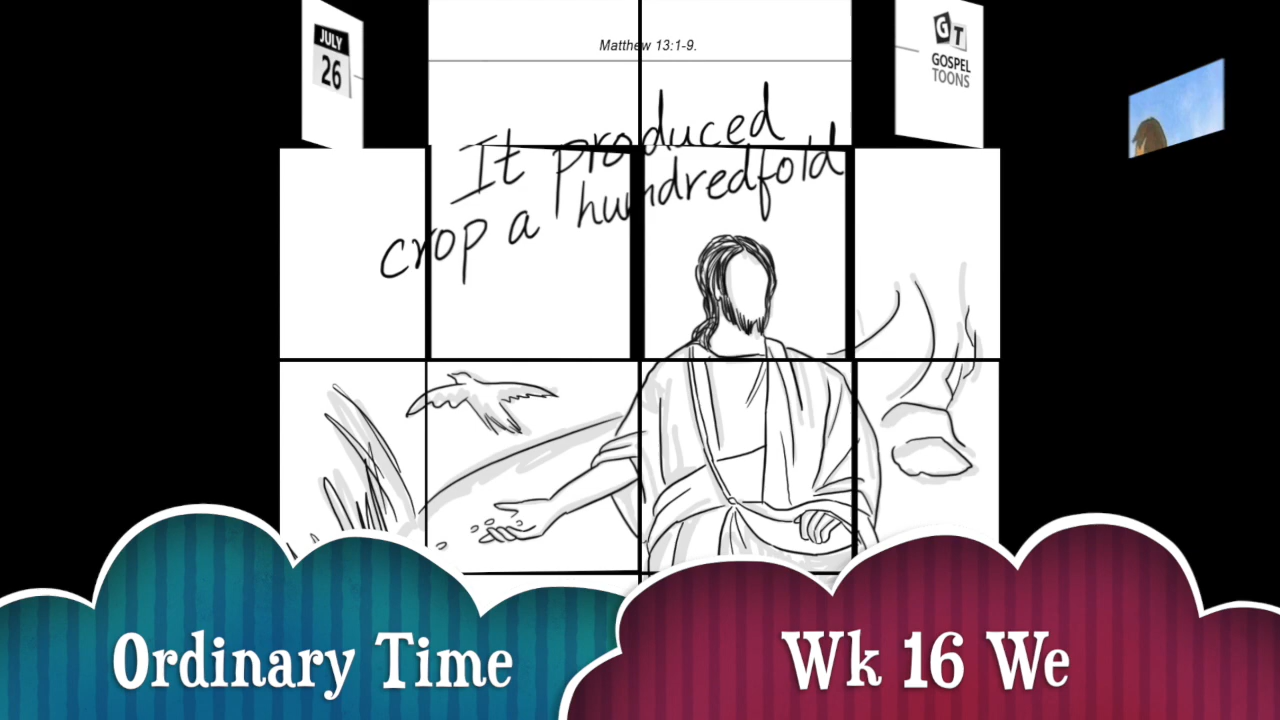 JULY
26
Matthew 13:1-9.
GT
GOSPEL
TOONS
It produced
crop a hundredfold
Ordinary Time
Wk 16 We